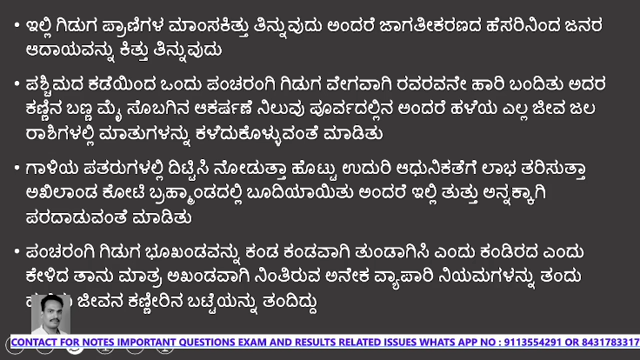 • ಇಲ್ಲಿ ಗಿಡುಗ ಪ್ರಾಣಿಗಳ ಮಾಂಸಕಿತ್ತು ತಿನ್ನುವುದು ಅಂದರೆ ಜಾಗತೀಕರಣದ ಹೆಸರಿನಿಂದ ಜನರ
ಆದಾಯವನ್ನು ಕಿತ್ತು ತಿನ್ನುವುದು
• ಪಶ್ಚಿಮದ ಕಡೆಯಿಂದ ಒಂದು ಪಂಚರಂಗಿ ಗಿಡುಗ ವೇಗವಾಗಿ ರವರವನೇ ಹಾರಿ ಬಂದಿತು ಅದರ
ಕಣ್ಣಿನ ಬಣ್ಣ ಮೈ ಸೊಬಗಿನ ಆಕರ್ಷಣೆ ನಿಲುವು ಪೂರ್ವದಲ್ಲಿನ ಅಂದರೆ ಹಳೆಯ ಎಲ್ಲ ಜೀವ ಜಲ
ರಾಶಿಗಳಲ್ಲಿ ಮಾತುಗಳನ್ನು ಕಳೆದುಕೊಳ್ಳುವಂತೆ ಮಾಡಿತು
• ಗಾಳಿಯ ಪತರುಗಳಲ್ಲಿ ದಿಟ್ಟಿಸಿ ನೋಡುತ್ತಾ ಹೊಟ್ಟು ಉದುರಿ ಆಧುನಿಕತೆಗೆ ಲಾಭ ತರಿಸುತ್ತಾ
ಅಖಿಲಾಂಡ ಕೋಟಿ ಬ್ರಹ್ಮಾಂಡದಲ್ಲಿ ಬೂದಿಯಾಯಿತು ಅಂದರೆ ಇಲ್ಲಿ ತುತ್ತು ಅನ್ನಕ್ಕಾಗಿ
ಪರದಾಡುವಂತೆ ಮಾಡಿತು
• ಪಂಚರಂಗಿ ಗಿಡುಗ ಭೂಖಂಡವನ್ನು ಕಂಡ ಕಂಡವಾಗಿ ತುಂಡಾಗಿಸಿ ಎಂದು ಕಂಡಿರದ ಎಂದು
ಕೇಳಿದ ತಾನು ಮಾತ್ರ ಅಖಂಡವಾಗಿ ನಿಂತಿರುವ ಅನೇಕ ವ್ಯಾಪಾರಿ ನಿಯಮಗಳನ್ನು ತಂದು
ಜೀವನ ಕಣ್ಣೀರಿನ ಬಟ್ಟೆಯನ್ನು ತಂದಿದ್ದು
CONTACT FOR NOTES IMPORTANT QUESTIONS EXAM AND RESULTS RELATED ISSUES WHATS APP NO : 9113554291 OR 8431783317